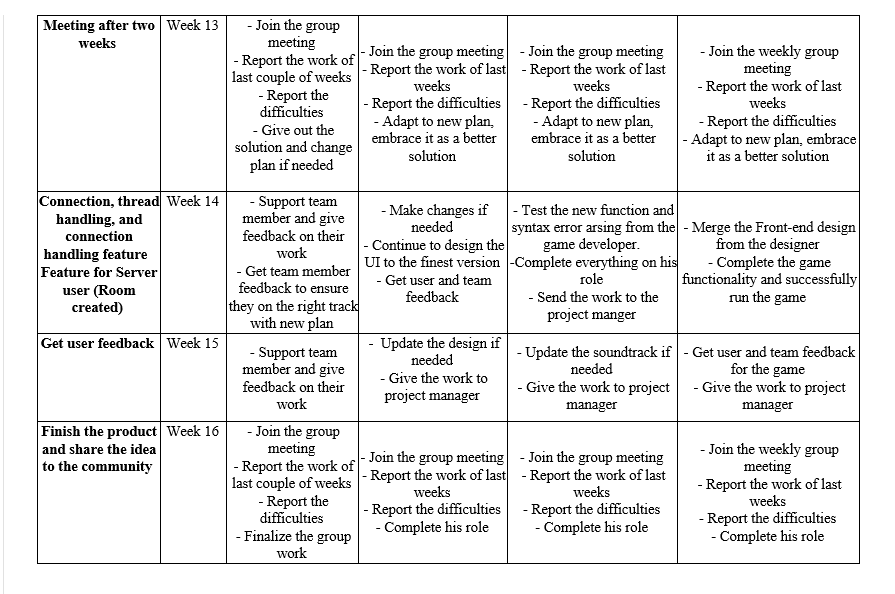 Meeting after two
weeks
Week 13
- Join the group
meeting
- Report the work of
last couple of weeks
- Report the
difficulties
- Give out the
solution and change
plan if needed
- Join the group meeting
- Report the work of last
weeks
- Report the difficulties
- Adapt to new plan,
embrace it as a better
solution
- Join the group meeting
- Report the work of last
weeks
- Report the difficulties
- Adapt to new plan,
embrace it as a better
solution
- Join the weekly group
meeting
- Report the work of last
weeks
- Report the difficulties
- Adapt to new plan, embrace
it as a better solution
Connection, thread
handling, and
connection
handling feature
Feature for Server
user (Room
created)
Week 14
- Support team
member and give
feedback on their
work
- Get team member
feedback to ensure
they on the right track
with new plan
- Make changes if
needed
- Continue to design the
UI to the finest version
- Get user and team
feedback
- Test the new function and
syntax error arsing from the
game developer.
-Complete everything on his
role
- Send the work to the
project manger
- Merge the Front-end design
from the designer
- Complete the game
functionality and successfully
run the game
Get user feedback
Week 15
- Support team
member and give
feedback on their
work
- Update the design if
needed
- Give the work to
project manager
- Update the soundtrack if
needed
- Give the work to project
manager
- Get user and team feedback
for the game
- Give the work to project
manager
Finish the product
and share the idea
to the community
Week 16
- Join the group
meeting
- Report the work of
last couple of weeks
- Report the
difficulties
- Finalize the group
work
- Join the group meeting
- Report the work of last
weeks
- Report the difficulties
- Complete his role
- Join the group meeting
- Report the work of last
weeks
- Report the difficulties
- Complete his role
- Join the weekly group
meeting
- Report the work of last
weeks
- Report the difficulties
- Complete his role